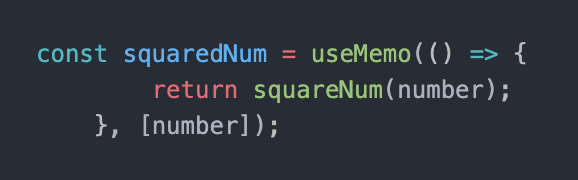 const squaredNum = useMemo(() => {
        return squareNum(number);
    }, [number]);